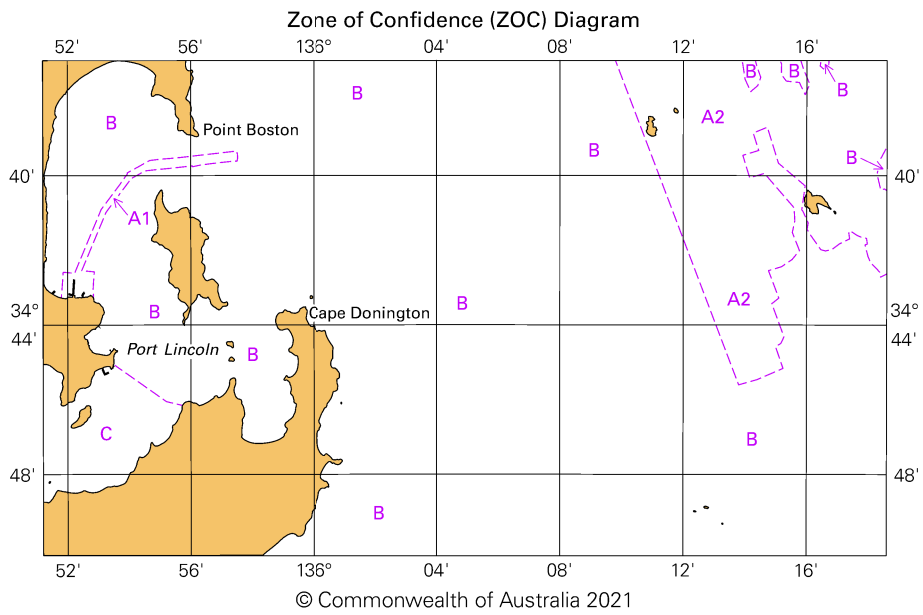 Zone of Confidence (ZOC) Diagram
52' 56' 136° 04' 08' 12' 16'
B B B
B B
B A2
Point Boston
B B
40' 40'
A1
A2
B B
34° 34°
Cape Donington
44' 44'
Port Lincoln B
C B
48' 48'
B
52' 56' 136° 04' 08' 12' 16'
© Commonwealth of Australia 2021